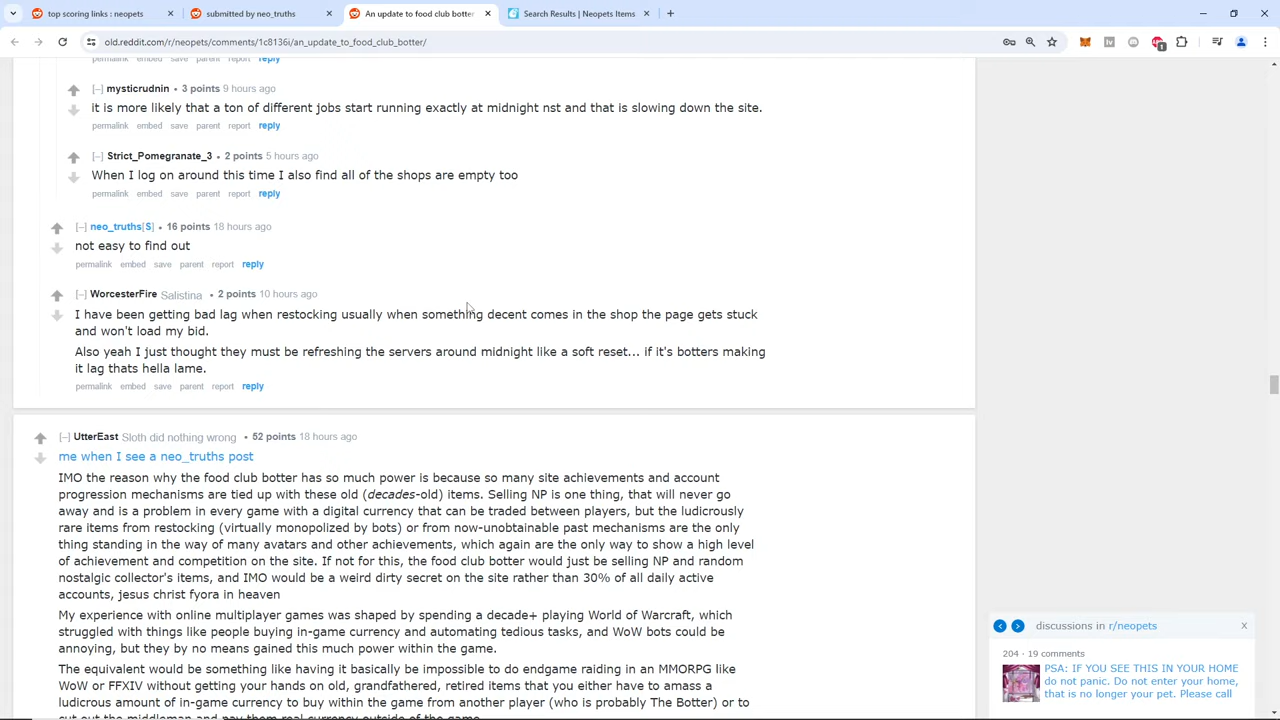 top scoring links : neopets
submitted by neo_truths
An update to food club botter
Search Results | Neopets Items
old.reddit.com/r/neopets/comments/1c8136i/an_update_to_food_club_botter/
permalink embed save parent report reply
[–] mysticrudnin • 3 points 9 hours ago
it is more likely that a ton of different jobs start running exactly at midnight nst and that is slowing down the site.
permalink embed save parent report reply
[–] Strict_Pomegranate_3 • 2 points 5 hours ago
When I log on around this time I also find all of the shops are empty too
permalink embed save parent report reply
[–] neo_truths[S] • 16 points 18 hours ago
not easy to find out
permalink embed save parent report reply
[–] WorcesterFire Salistina • 2 points 10 hours ago
I have been getting bad lag when restocking usually when something decent comes in the shop the page gets stuck
and won't load my bid.
Also yeah I just thought they must be refreshing the servers around midnight like a soft reset... if it's botters making
it lag thats hella lame.
permalink embed save parent report reply
[–] UtterEast Sloth did nothing wrong • 52 points 18 hours ago
me when I see a neo_truths post
IMO the reason why the food club botter has so much power is because so many site achievements and account
progression mechanisms are tied up with these old (decades-old) items. Selling NP is one thing, that will never go
away and is a problem in every game with a digital currency that can be traded between players, but the ludicrously
rare items from restocking (virtually monopolized by bots) or from now-unobtainable past mechanisms are the only
thing standing in the way of many avatars and other achievements, which again are the only way to show a high level
of achievement and competition on the site. If not for this, the food club botter would just be selling NP and random
nostalgic collector's items, and IMO would be a weird dirty secret on the site rather than 30% of all daily active
accounts, jesus christ fyora in heaven
My experience with online multiplayer games was shaped by spending a decade+ playing World of Warcraft, which
struggled with things like people buying in-game currency and automating tedious tasks, and WoW bots could be
annoying, but they by no means gained this much power within the game.
The equivalent would be something like having it basically be impossible to do endgame raiding in an MMORPG like
WoW or FFXIV without getting your hands on old, grandfathered, retired items that you either have to amass a
ludicrous amount of in-game currency to buy within the game from another player (who is probably The Botter) or to
cut out the middleman and pay them real currency outside of the game.
discussions in r/neopets X
204 · 19 comments
PSA: IF YOU SEE THIS IN YOUR HOME
do not panic. Do not enter your home,
that is no longer your pet. Please call